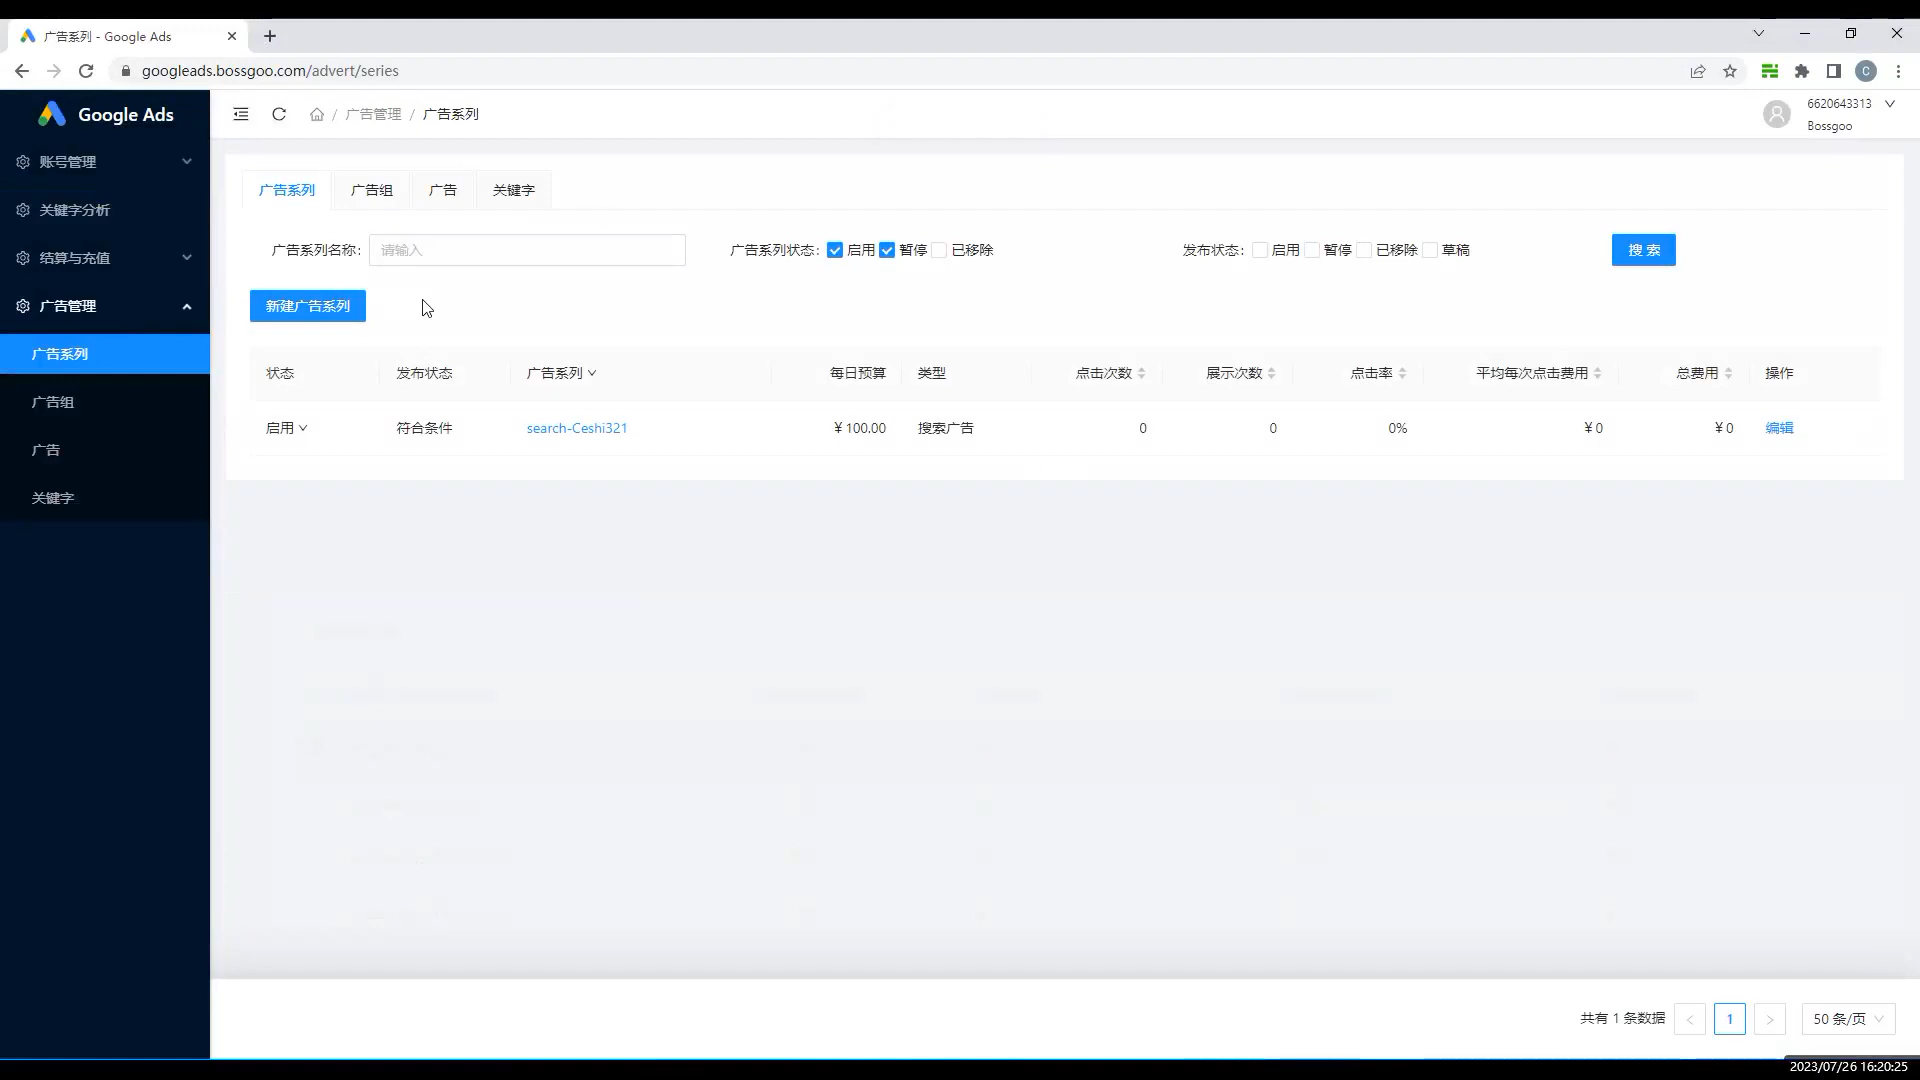 广告系列 - Google Ads
googleads.bossgoo.com/advert/series
C
Google Ads
广告管理 / 广告系列
6620643313
Bossgoo
账号管理
关键字分析
结算与充值
广告管理
广告系列
广告组
广告
关键字
广告系列 广告组 广告 关键字
广告系列名称: 请输入 广告系列状态: 启用 暂停 已移除 发布状态: 启用 暂停 已移除 草稿 搜 索
新建广告系列
状态 发布状态 广告系列 每日预算 类型 点击次数 展示次数 点击率 平均每次点击费用 总费用 操作
启用 符合条件 search-Ceshi321 ¥ 100.00 搜索广告 0 0 0% ¥ 0 ¥ 0 编辑
共有 1 条数据 < 1 > 50 条/页
2023/07/26 16:20:25